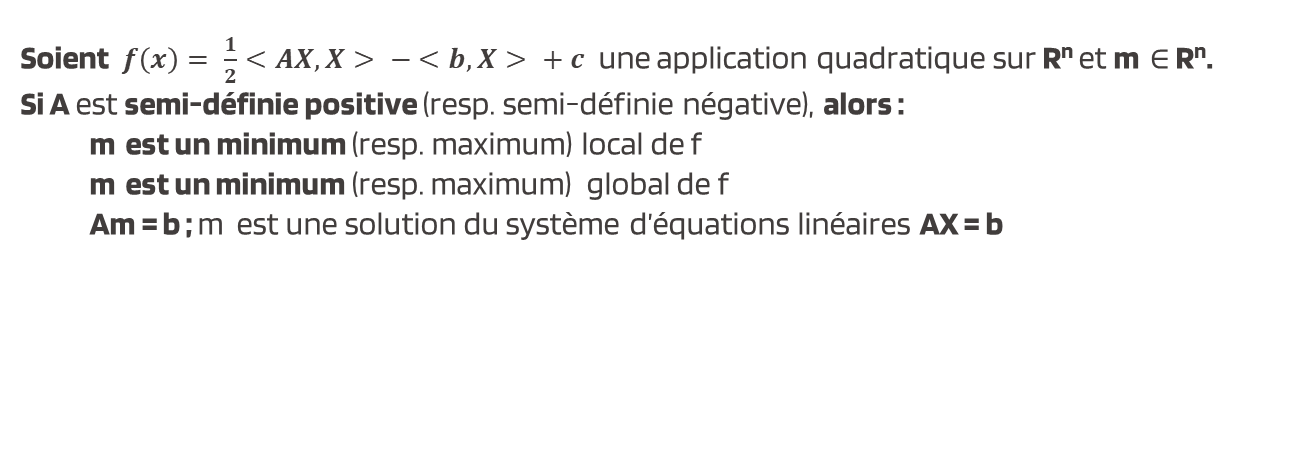 Soient f(x) = 1/2 < AX, X > − < b, X > + c une application quadratique sur Rⁿ et m ∈ Rⁿ.
Si A est semi-définie positive (resp. semi-définie négative), alors :
m est un minimum (resp. maximum) local de f
m est un minimum (resp. maximum) global de f
Am = b ; m est une solution du système d'équations linéaires AX = b